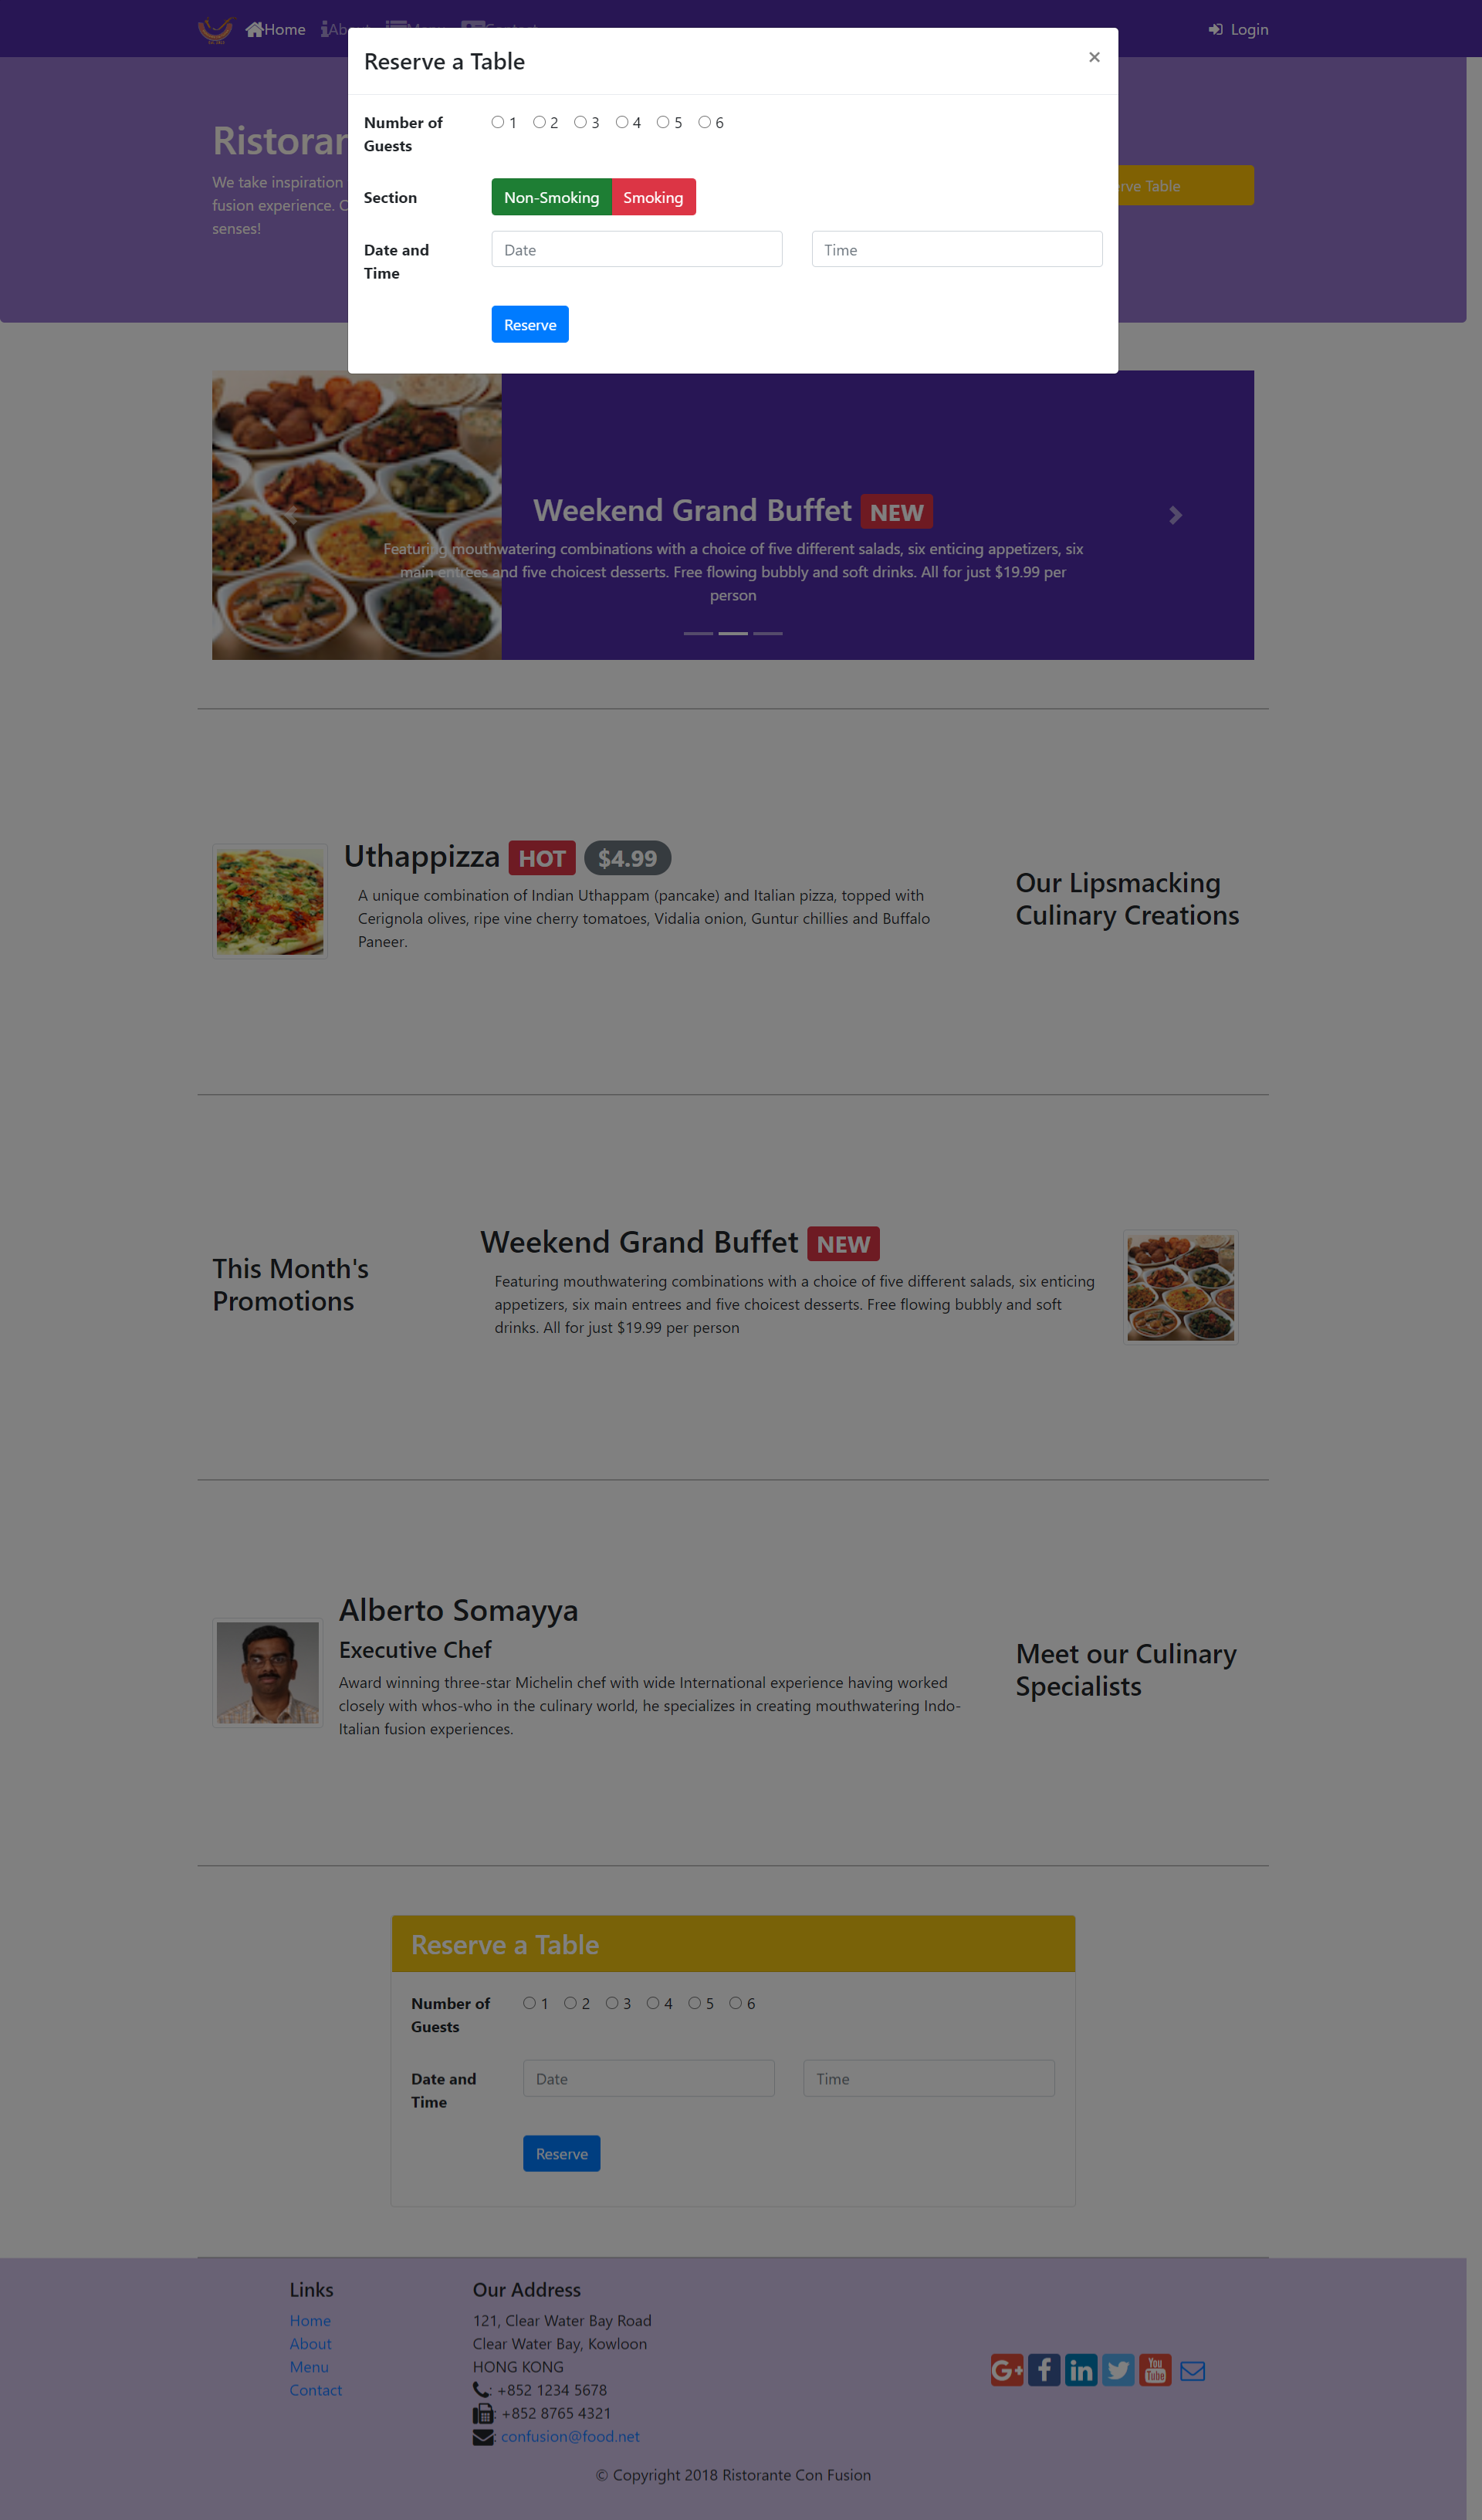 Home
Login
Reserve a Table
×
Number of
Guests
1 2 3 4 5 6
Section
Non-Smoking Smoking
Date and
Time
Date
Time
Reserve
We take inspiration
fusion experience.
senses!
Table
Weekend Grand Buffet NEW
Featuring mouthwatering combinations with a choice of five different salads, six enticing appetizers, six
main entrees and five choicest desserts. Free flowing bubbly and soft drinks. All for just $19.99 per
person
Uthappizza HOT $4.99
A unique combination of Indian Uthappam (pancake) and Italian pizza, topped with
Cerignola olives, ripe vine cherry tomatoes, Vidalia onion, Guntur chillies and Buffalo
Paneer.
Our Lipsmacking
Culinary Creations
This Month's
Promotions
Weekend Grand Buffet NEW
Featuring mouthwatering combinations with a choice of five different salads, six enticing
appetizers, six main entrees and five choicest desserts. Free flowing bubbly and soft
drinks. All for just $19.99 per person
Alberto Somayya
Executive Chef
Award winning three-star Michelin chef with wide International experience having worked
closely with whos-who in the culinary world, he specializes in creating mouthwatering Indo-
Italian fusion experiences.
Meet our Culinary
Specialists
Reserve a Table
Number of
Guests
1 2 3 4 5 6
Date and
Time
Date
Time
Reserve
Links
Home
About
Menu
Contact
Our Address
121, Clear Water Bay Road
Clear Water Bay, Kowloon
HONG KONG
: +852 1234 5678
: +852 8765 4321
: confusion@food.net
© Copyright 2018 Ristorante Con Fusion